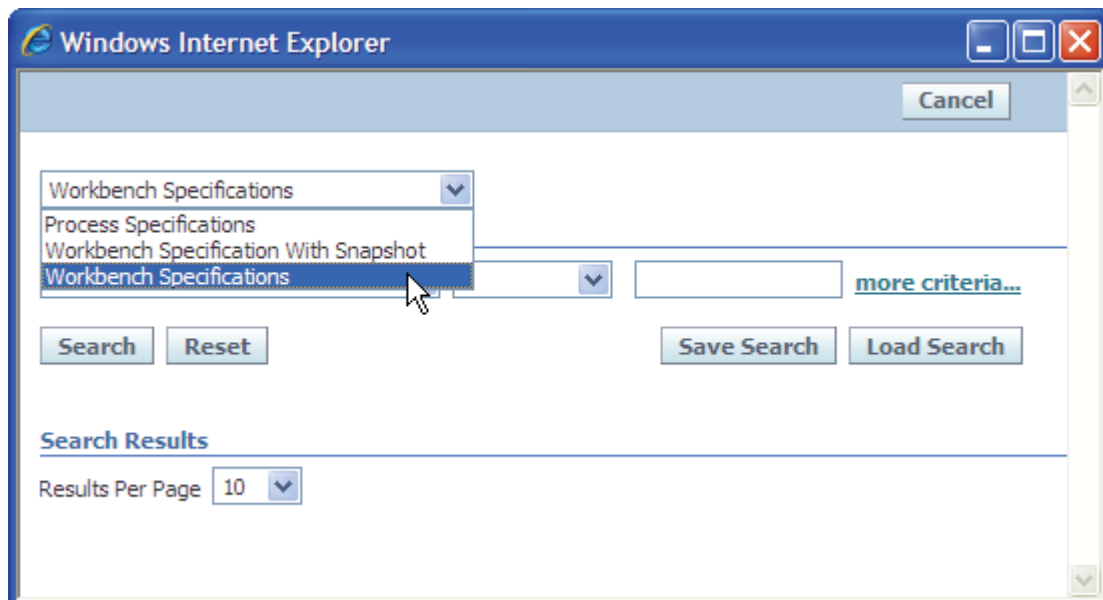 Windows Internet Explorer
Cancel
Workbench Specifications
Process Specifications
Workbench Specification With Snapshot
Workbench Specifications
more criteria...
Search Reset Save Search Load Search
Search Results
Results Per Page 10